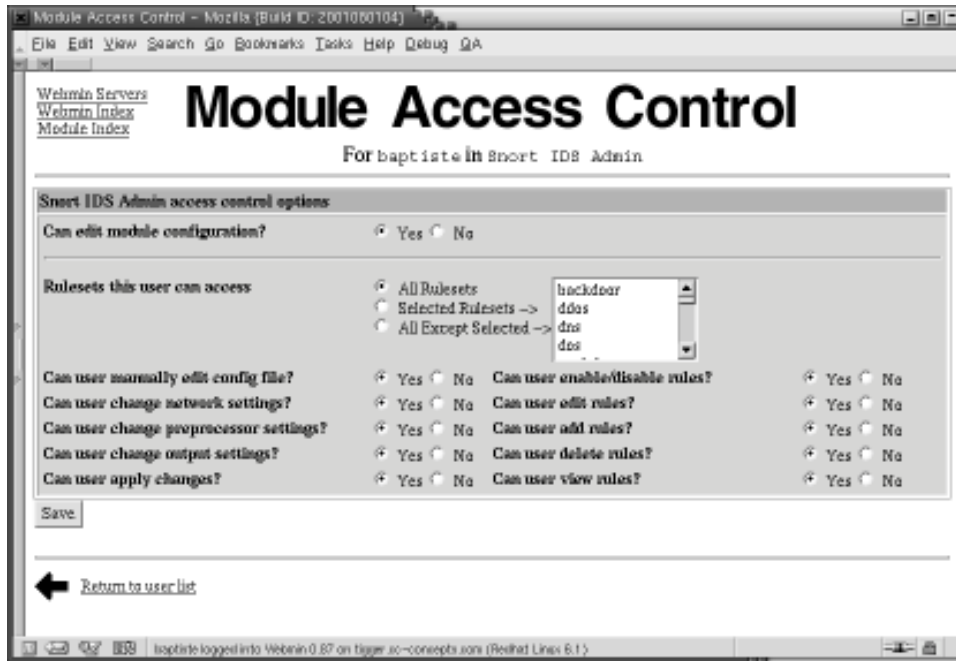 Module Access Control - Mozilla {Build ID: 2001060104}
File Edit View Search Go Bookmarks Tasks Help Debug QA
Webmin Servers
Webmin Index
Module Index
Module Access Control
For baptiste in Snort IDS Admin
Snort IDS Admin access control options
Can edit module configuration? Yes No
Rulesets this user can access
All Rulesets
Selected Rulesets ->
All Except Selected ->
backdoor
ddos
dns
dos
Can user manually edit config file? Yes No Can user enable/disable rules? Yes No
Can user change network settings? Yes No Can user edit rules? Yes No
Can user change preprocessor settings? Yes No Can user add rules? Yes No
Can user change output settings? Yes No Can user delete rules? Yes No
Can user apply changes? Yes No Can user view rules? Yes No
Save
Return to user list
baptiste logged into Webmin 0.87 on tigger.sc-concepts.com (Redhat Linux 6.1)